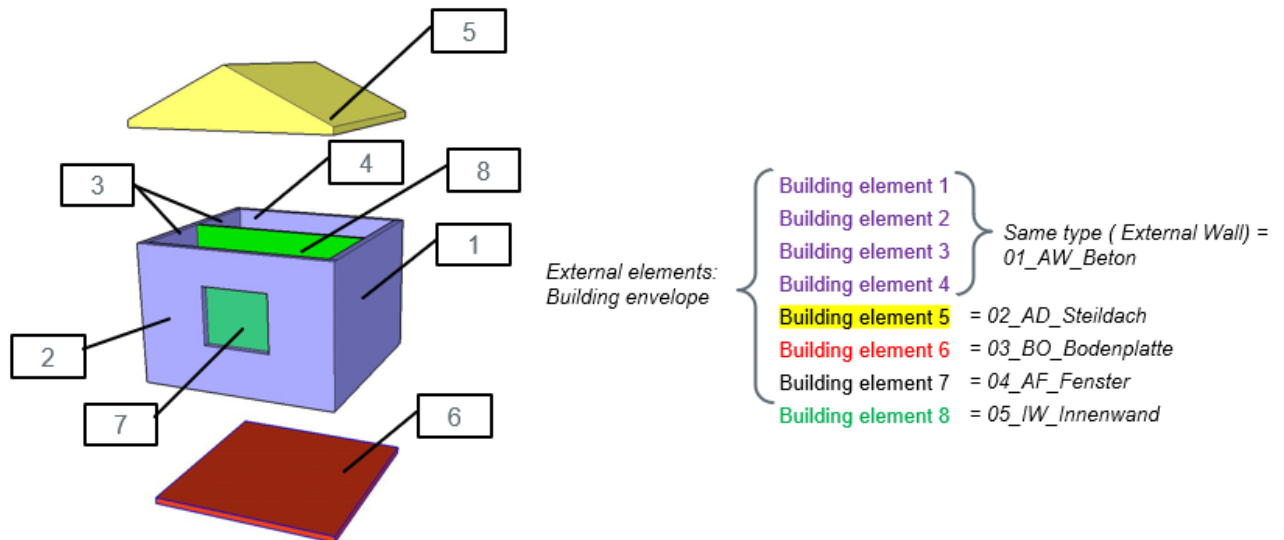 5
4
8
3
1
2
7
6
External elements:
Building envelope
Building element 1
Building element 2
Building element 3
Building element 4
Same type ( External Wall) =
01_AW_Beton
Building element 5 = 02_AD_Steildach
Building element 6 = 03_BO_Bodenplatte
Building element 7 = 04_AF_Fenster
Building element 8 = 05_IW_Innenwand